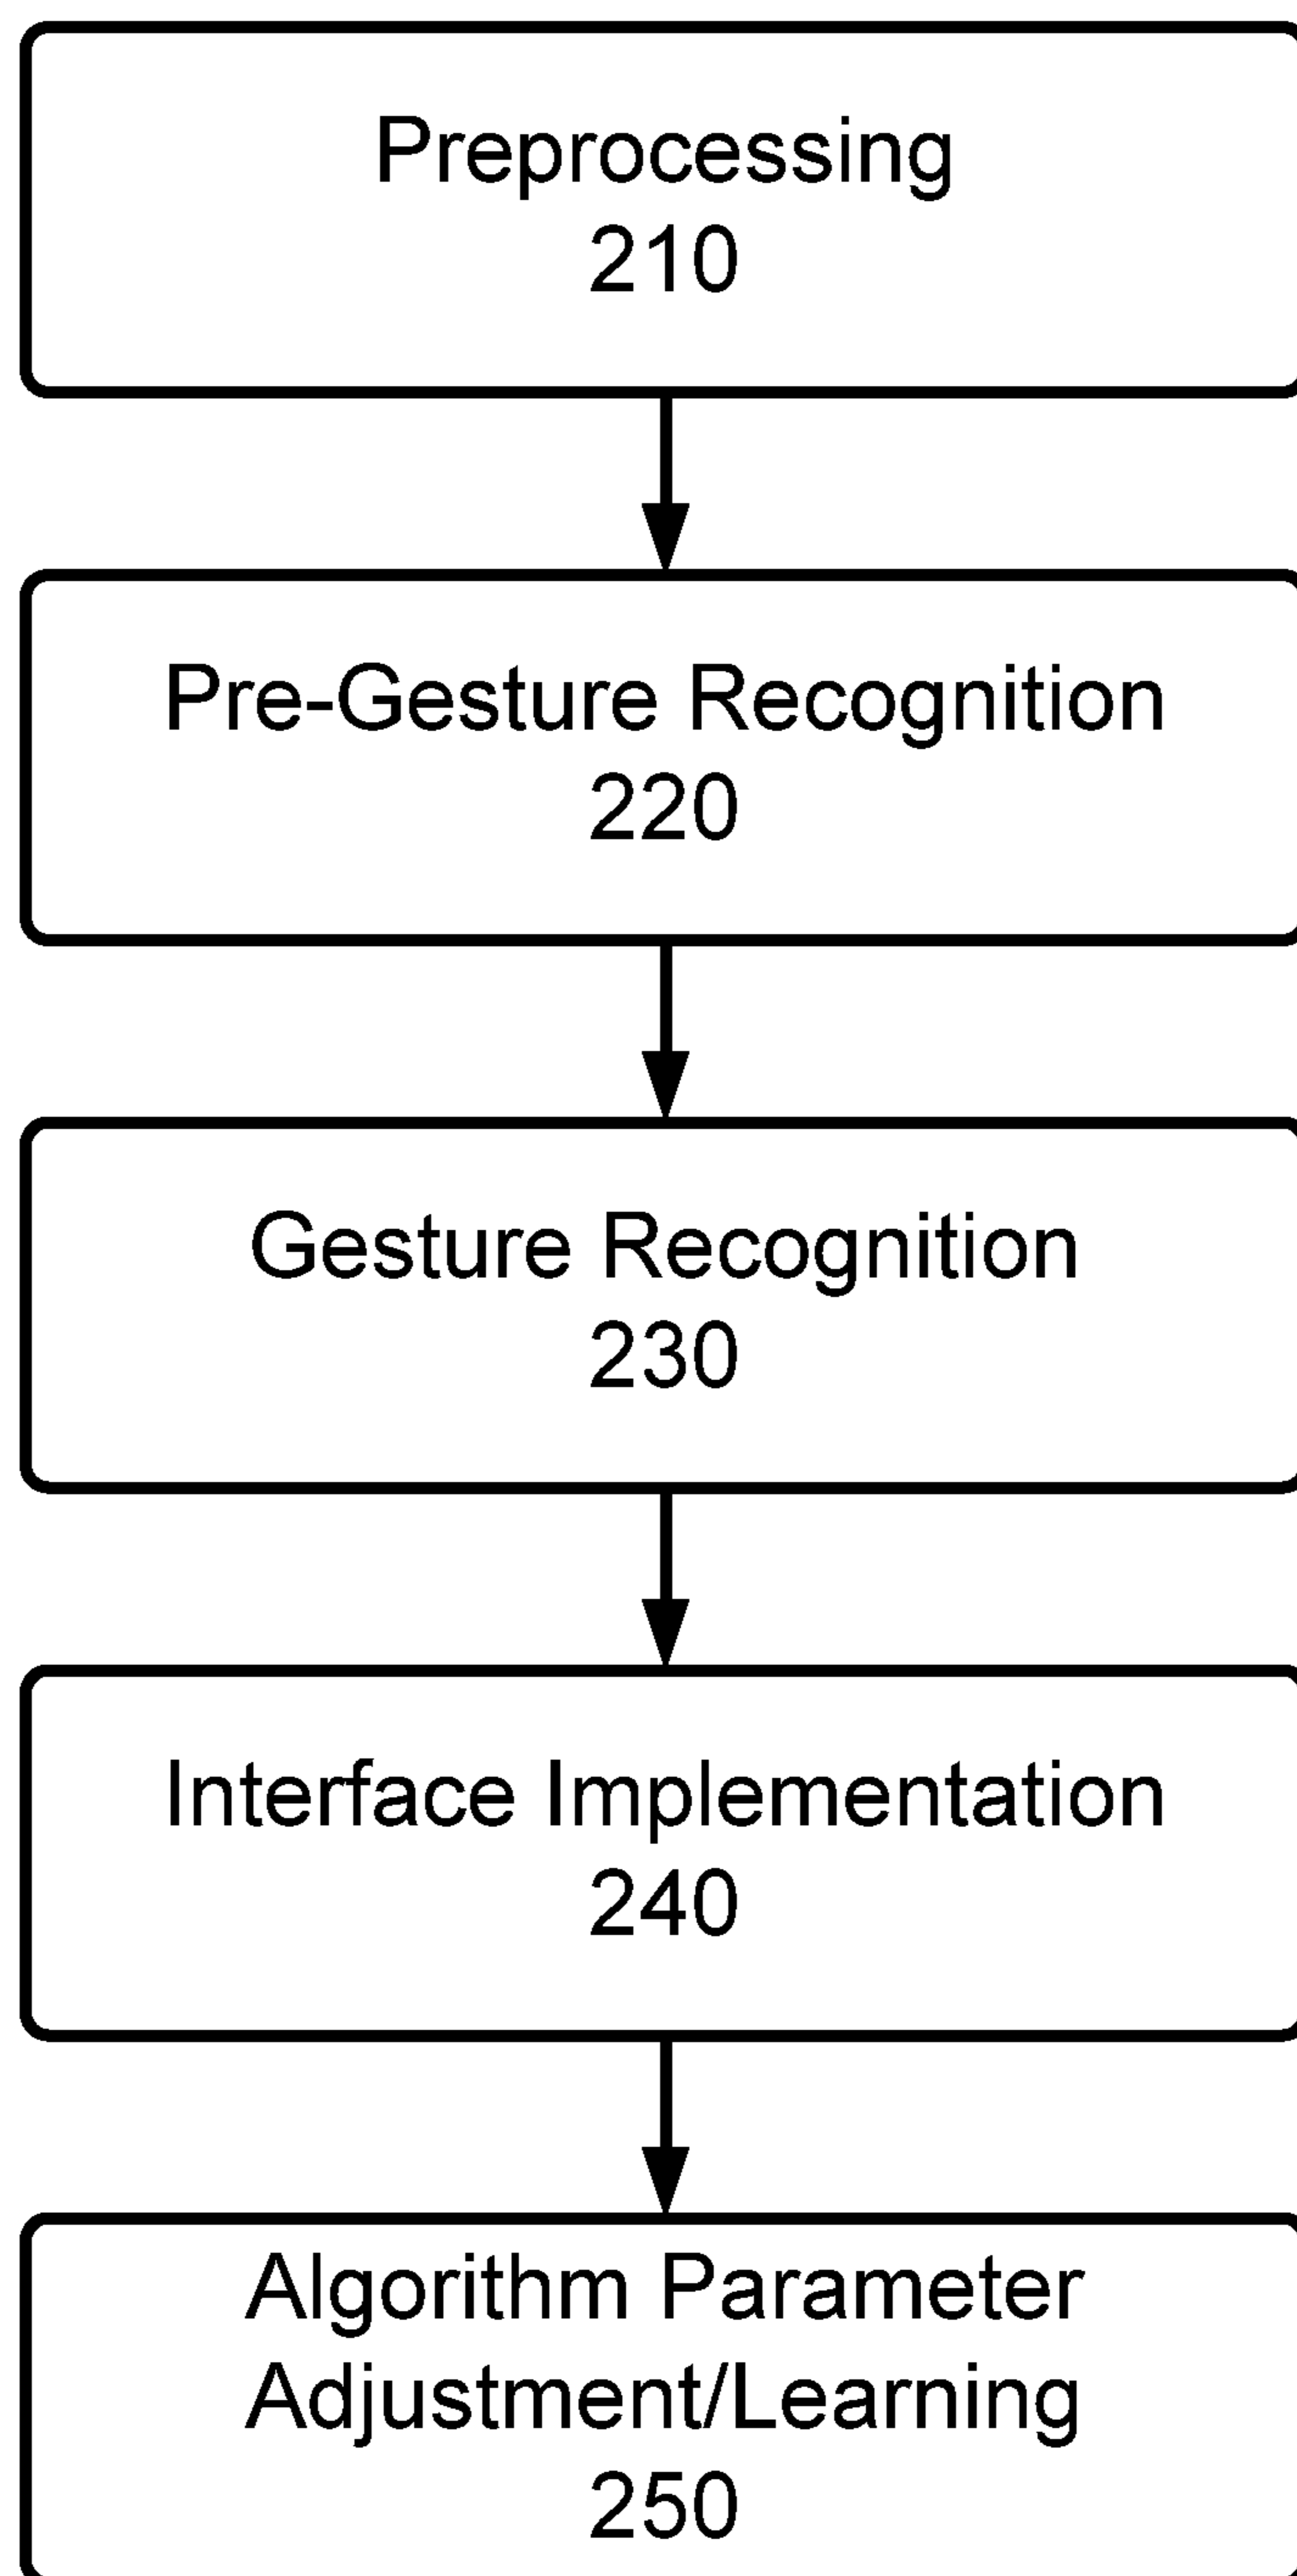 Preprocessing
210
Pre-Gesture Recognition
220
Gesture Recognition
230
Interface Implementation
240
Algorithm Parameter
Adjustment/Learning
250